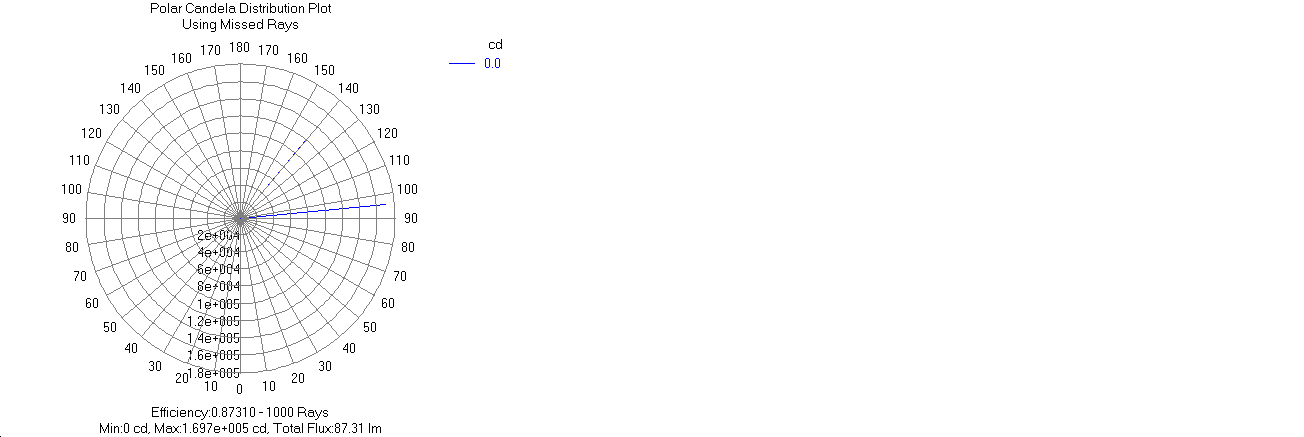 Polar Candela Distribution Plot
Using Missed Rays
cd
0.0
180
170 170
160 160
150 150
140 140
130 130
120 120
110 110
100 100
90 90
80 80
70 70
60 60
50 50
40 40
30 30
20 20
10 10
0
2e+004
4e+004
6e+004
8e+004
1e+005
1.2e+005
1.4e+005
1.6e+005
1.8e+005
Efficiency:0.87310 - 1000 Rays
Min:0 cd, Max:1.697e+005 cd, Total Flux:87.31 lm